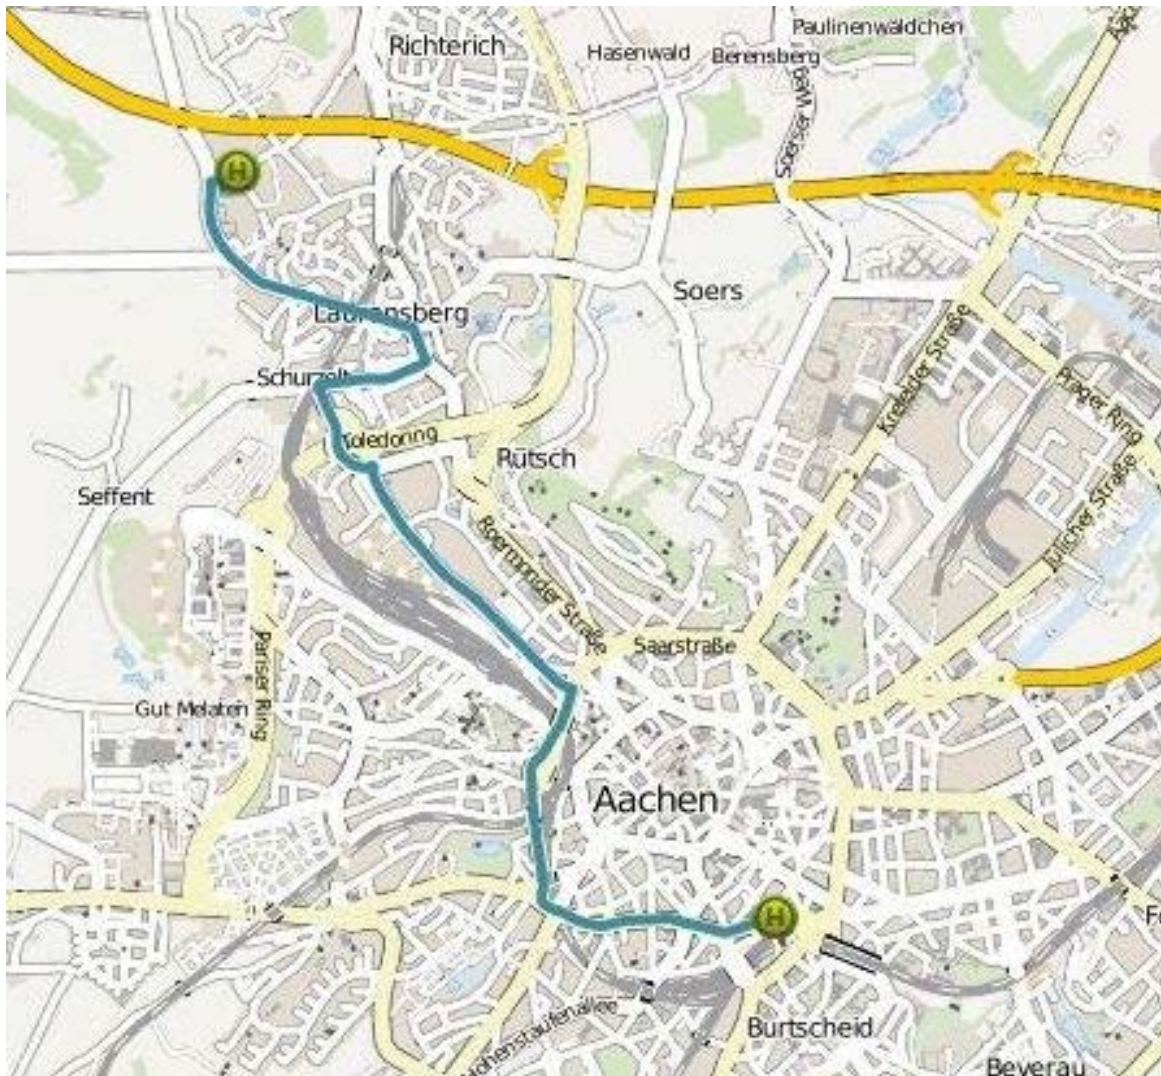 Richterich
Hasenwald
Paulinenwäldchen
Berensberg
Soerser Weg
H
Soers
Laurensberg
Schurzelt
Krefelder Straße
Prager Ring
Toledoring
Rütsch
Jülicher Straße
Seffent
Roermonder Straße
Saarstraße
Pariser Ring
Gut Melaten
Aachen
H
Hohenstaufenallee
Burtscheid
Beverau